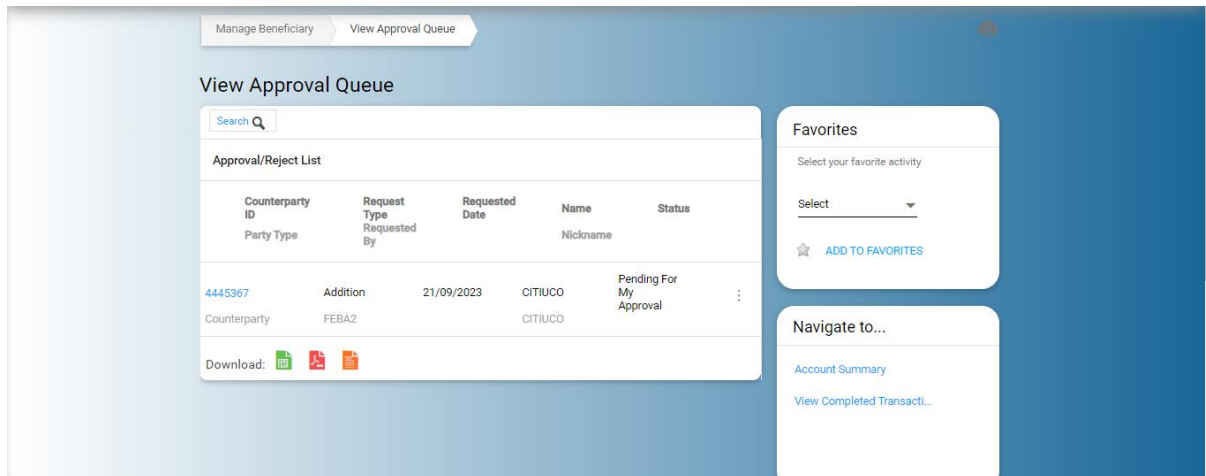 Manage Beneficiary View Approval Queue
View Approval Queue
Search
Approval/Reject List
Counterparty ID
Party Type
Request Type
Requested By
Requested Date
Name
Nickname
Status
4445367 Addition 21/09/2023 CITIUCO Pending For My Approval
Counterparty FEBA2 CITIUCO
Download:
Favorites
Select your favorite activity
Select
ADD TO FAVORITES
Navigate to...
Account Summary
View Completed Transacti...